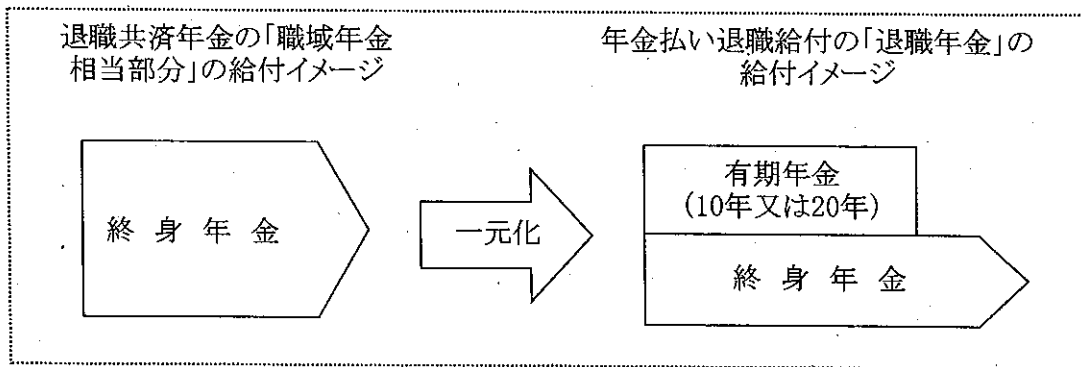 退職共済年金の「職域年金
相当部分」の給付イメージ
年金払い退職給付の「退職年金」の
給付イメージ
終身年金
一元化
有期年金
(10年又は20年)
終身年金